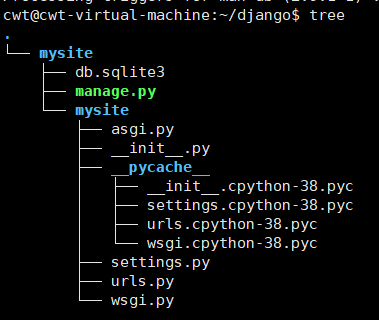 cwt@cwt-virtual-machine:~/django$ tree
.
└── mysite
    ├── db.sqlite3
    ├── manage.py
    └── mysite
        ├── asgi.py
        ├── __init__.py
        ├── __pycache__
        │   ├── __init__.cpython-38.pyc
        │   ├── settings.cpython-38.pyc
        │   ├── urls.cpython-38.pyc
        │   └── wsgi.cpython-38.pyc
        ├── settings.py
        ├── urls.py
        └── wsgi.py